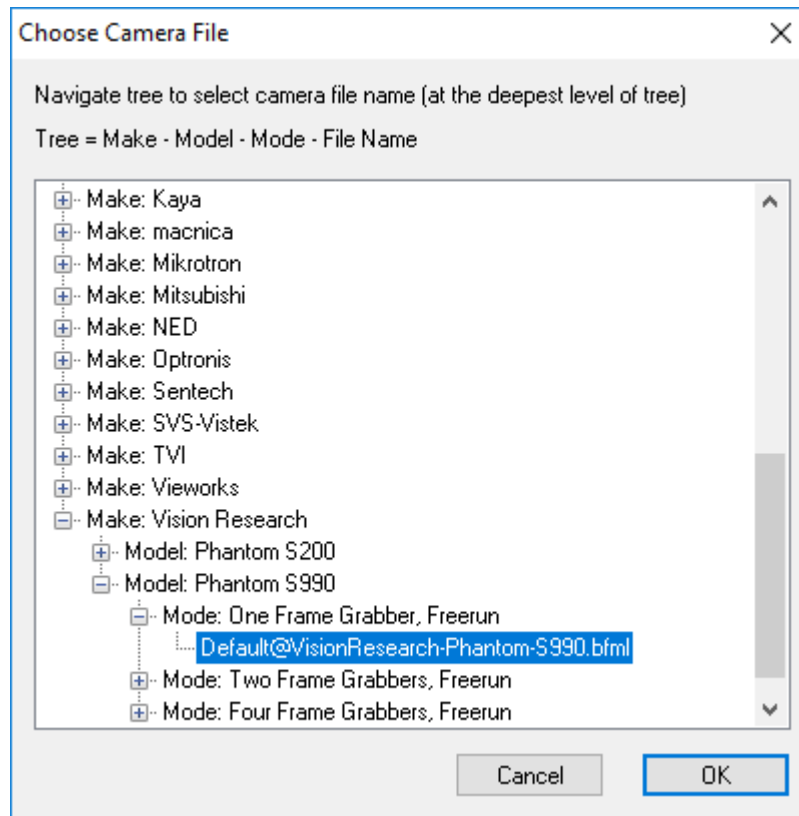 Choose Camera File
Navigate tree to select camera file name (at the deepest level of tree)
Tree = Make - Model - Mode - File Name
Make: Kaya
Make: macnica
Make: Mikrotron
Make: Mitsubishi
Make: NED
Make: Optronis
Make: Sentech
Make: SVS-Vistek
Make: TVI
Make: Vieworks
Make: Vision Research
Model: Phantom S200
Model: Phantom S990
Mode: One Frame Grabber, Freerun
Default@VisionResearch-Phantom-S990.bfml
Mode: Two Frame Grabbers, Freerun
Mode: Four Frame Grabbers, Freerun
Cancel OK